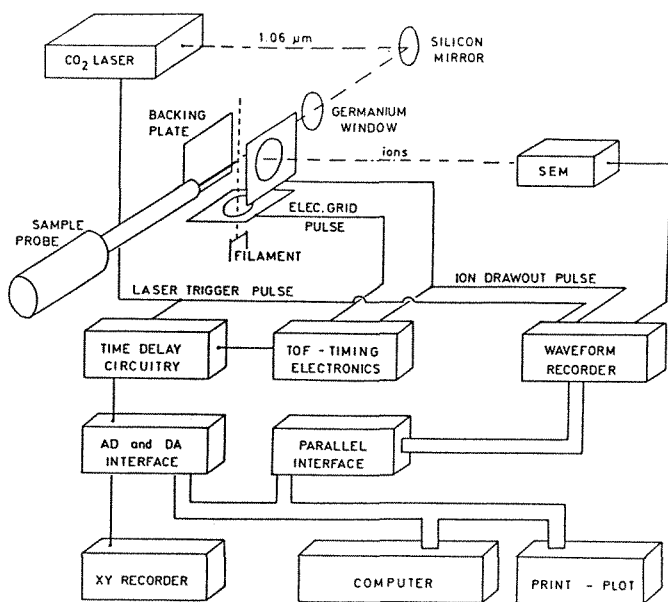 1.06 μm
CO2 LASER
SILICON
MIRROR
BACKING
PLATE
GERMANIUM
WINDOW
ions
SEM
SAMPLE
PROBE
ELEC. GRID
PULSE
FILAMENT
LASER TRIGGER PULSE
ION DRAWOUT PULSE
TIME DELAY
CIRCUITRY
TOF - TIMING
ELECTRONICS
WAVEFORM
RECORDER
AD and DA
INTERFACE
PARALLEL
INTERFACE
XY RECORDER
COMPUTER
PRINT - PLOT